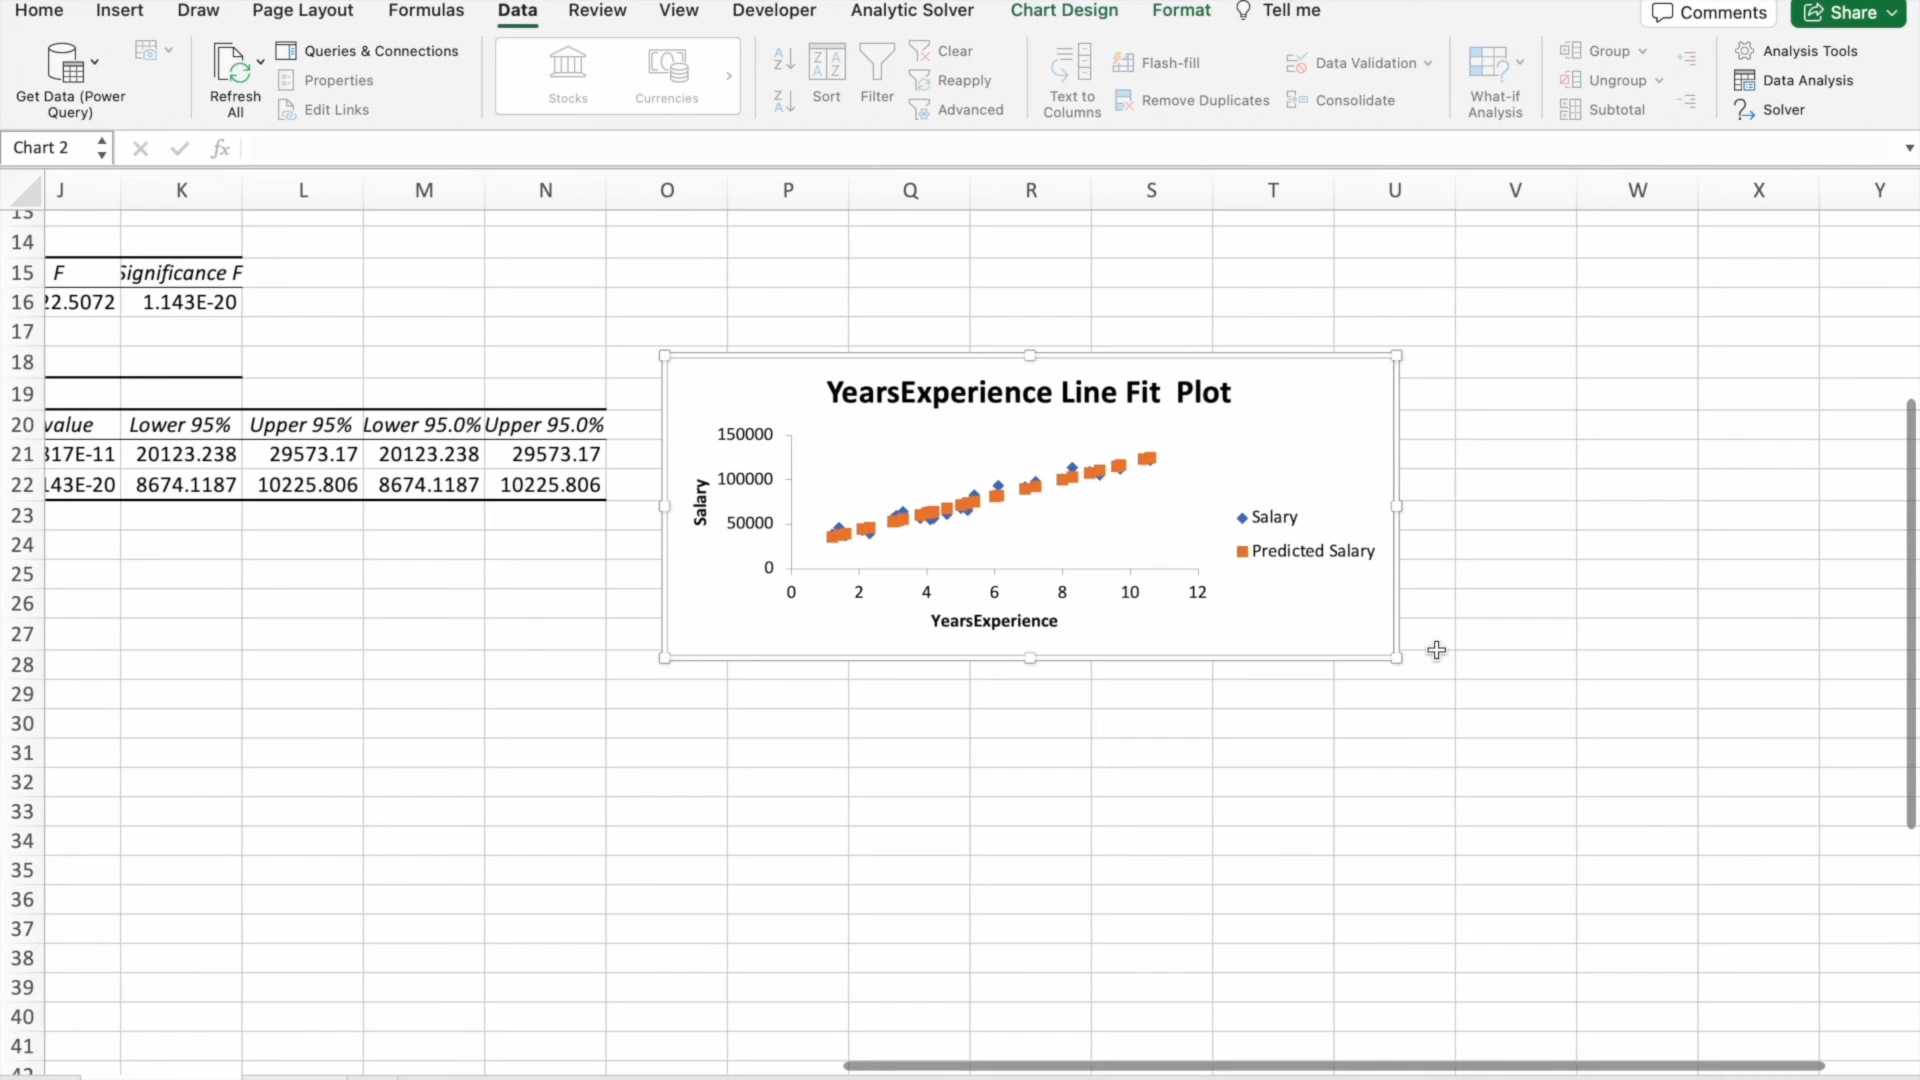 Home Insert Draw Page Layout Formulas Data Review View Developer Analytic Solver Chart Design Format Tell me Comments Share
Get Data (Power Query)
Refresh All
Queries & Connections
Properties
Edit Links
Stocks Currencies
Sort Filter
Clear
Reapply
Advanced
Text to Columns
Flash-fill
Remove Duplicates
Data Validation
Consolidate
What-if Analysis
Group
Ungroup
Subtotal
Analysis Tools
Data Analysis
Solver
Chart 2 fx
J K L M N O P Q R S T U V W X Y
14
15 F Significance F
16 22.5072 1.143E-20
17
18
19
20 value Lower 95% Upper 95% Lower 95.0% Upper 95.0%
21 317E-11 20123.238 29573.17 20123.238 29573.17
22 143E-20 8674.1187 10225.806 8674.1187 10225.806
23
24
25
26
27
28
29
30
31
32
33
34
35
36
37
38
39
40
41
YearsExperience Line Fit Plot
150000
100000
50000
0
Salary
0 2 4 6 8 10 12
YearsExperience
Salary
Predicted Salary